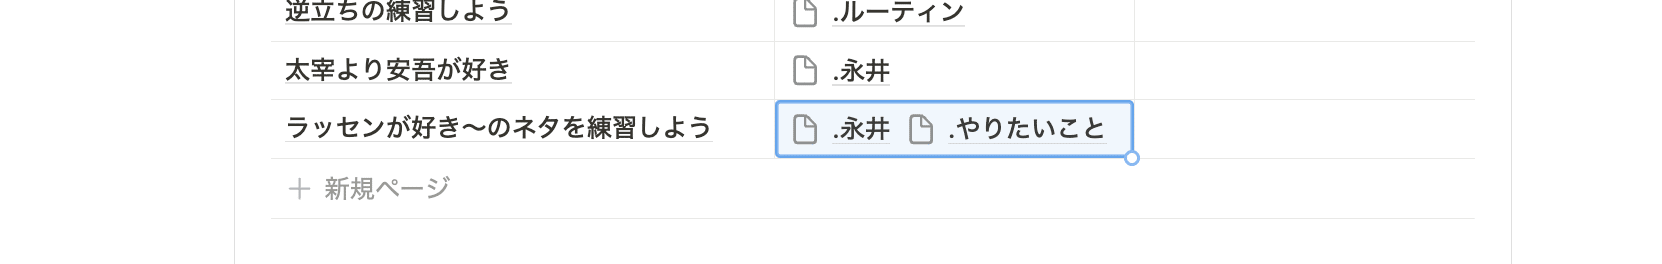 逆立ちの練習しよう .ルーティン
太宰より安吾が好き .永井
ラッセンが好き〜のネタを練習しよう .永井 .やりたいこと
新規ページ